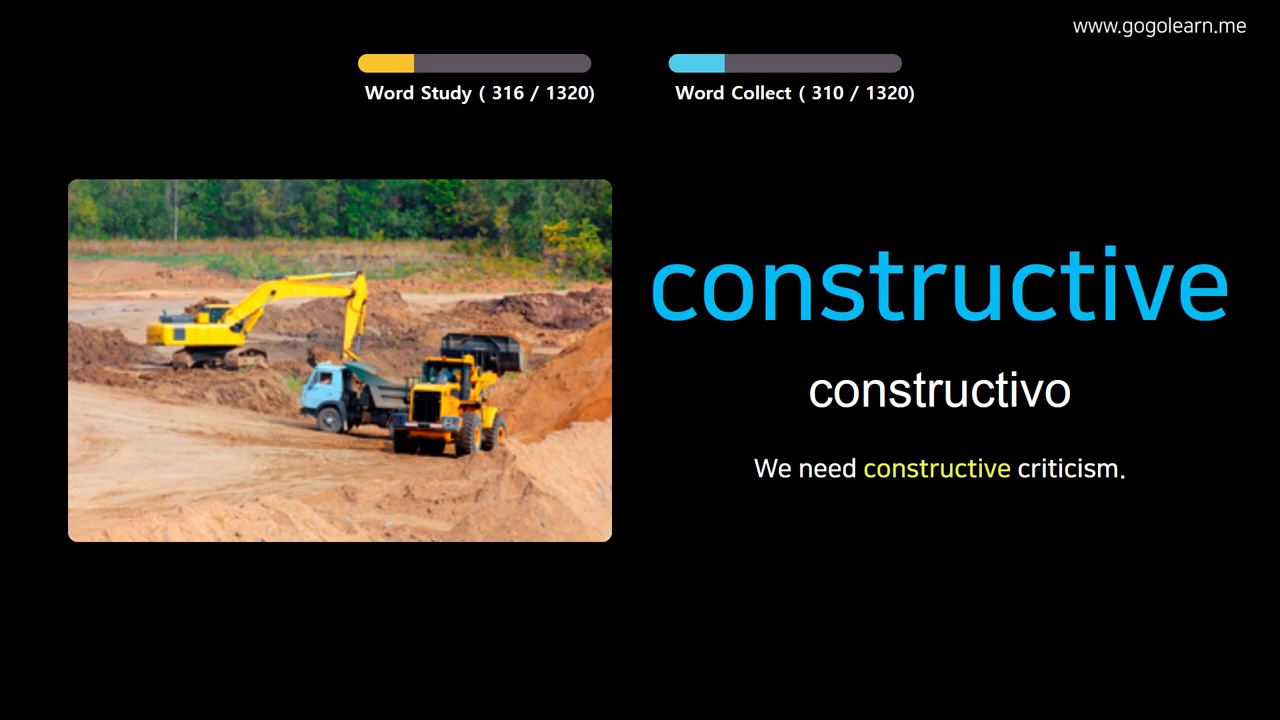 www.gogolearn.me
Word Study ( 316 / 1320)
Word Collect ( 310 / 1320)
constructive
constructivo
We need constructive criticism.